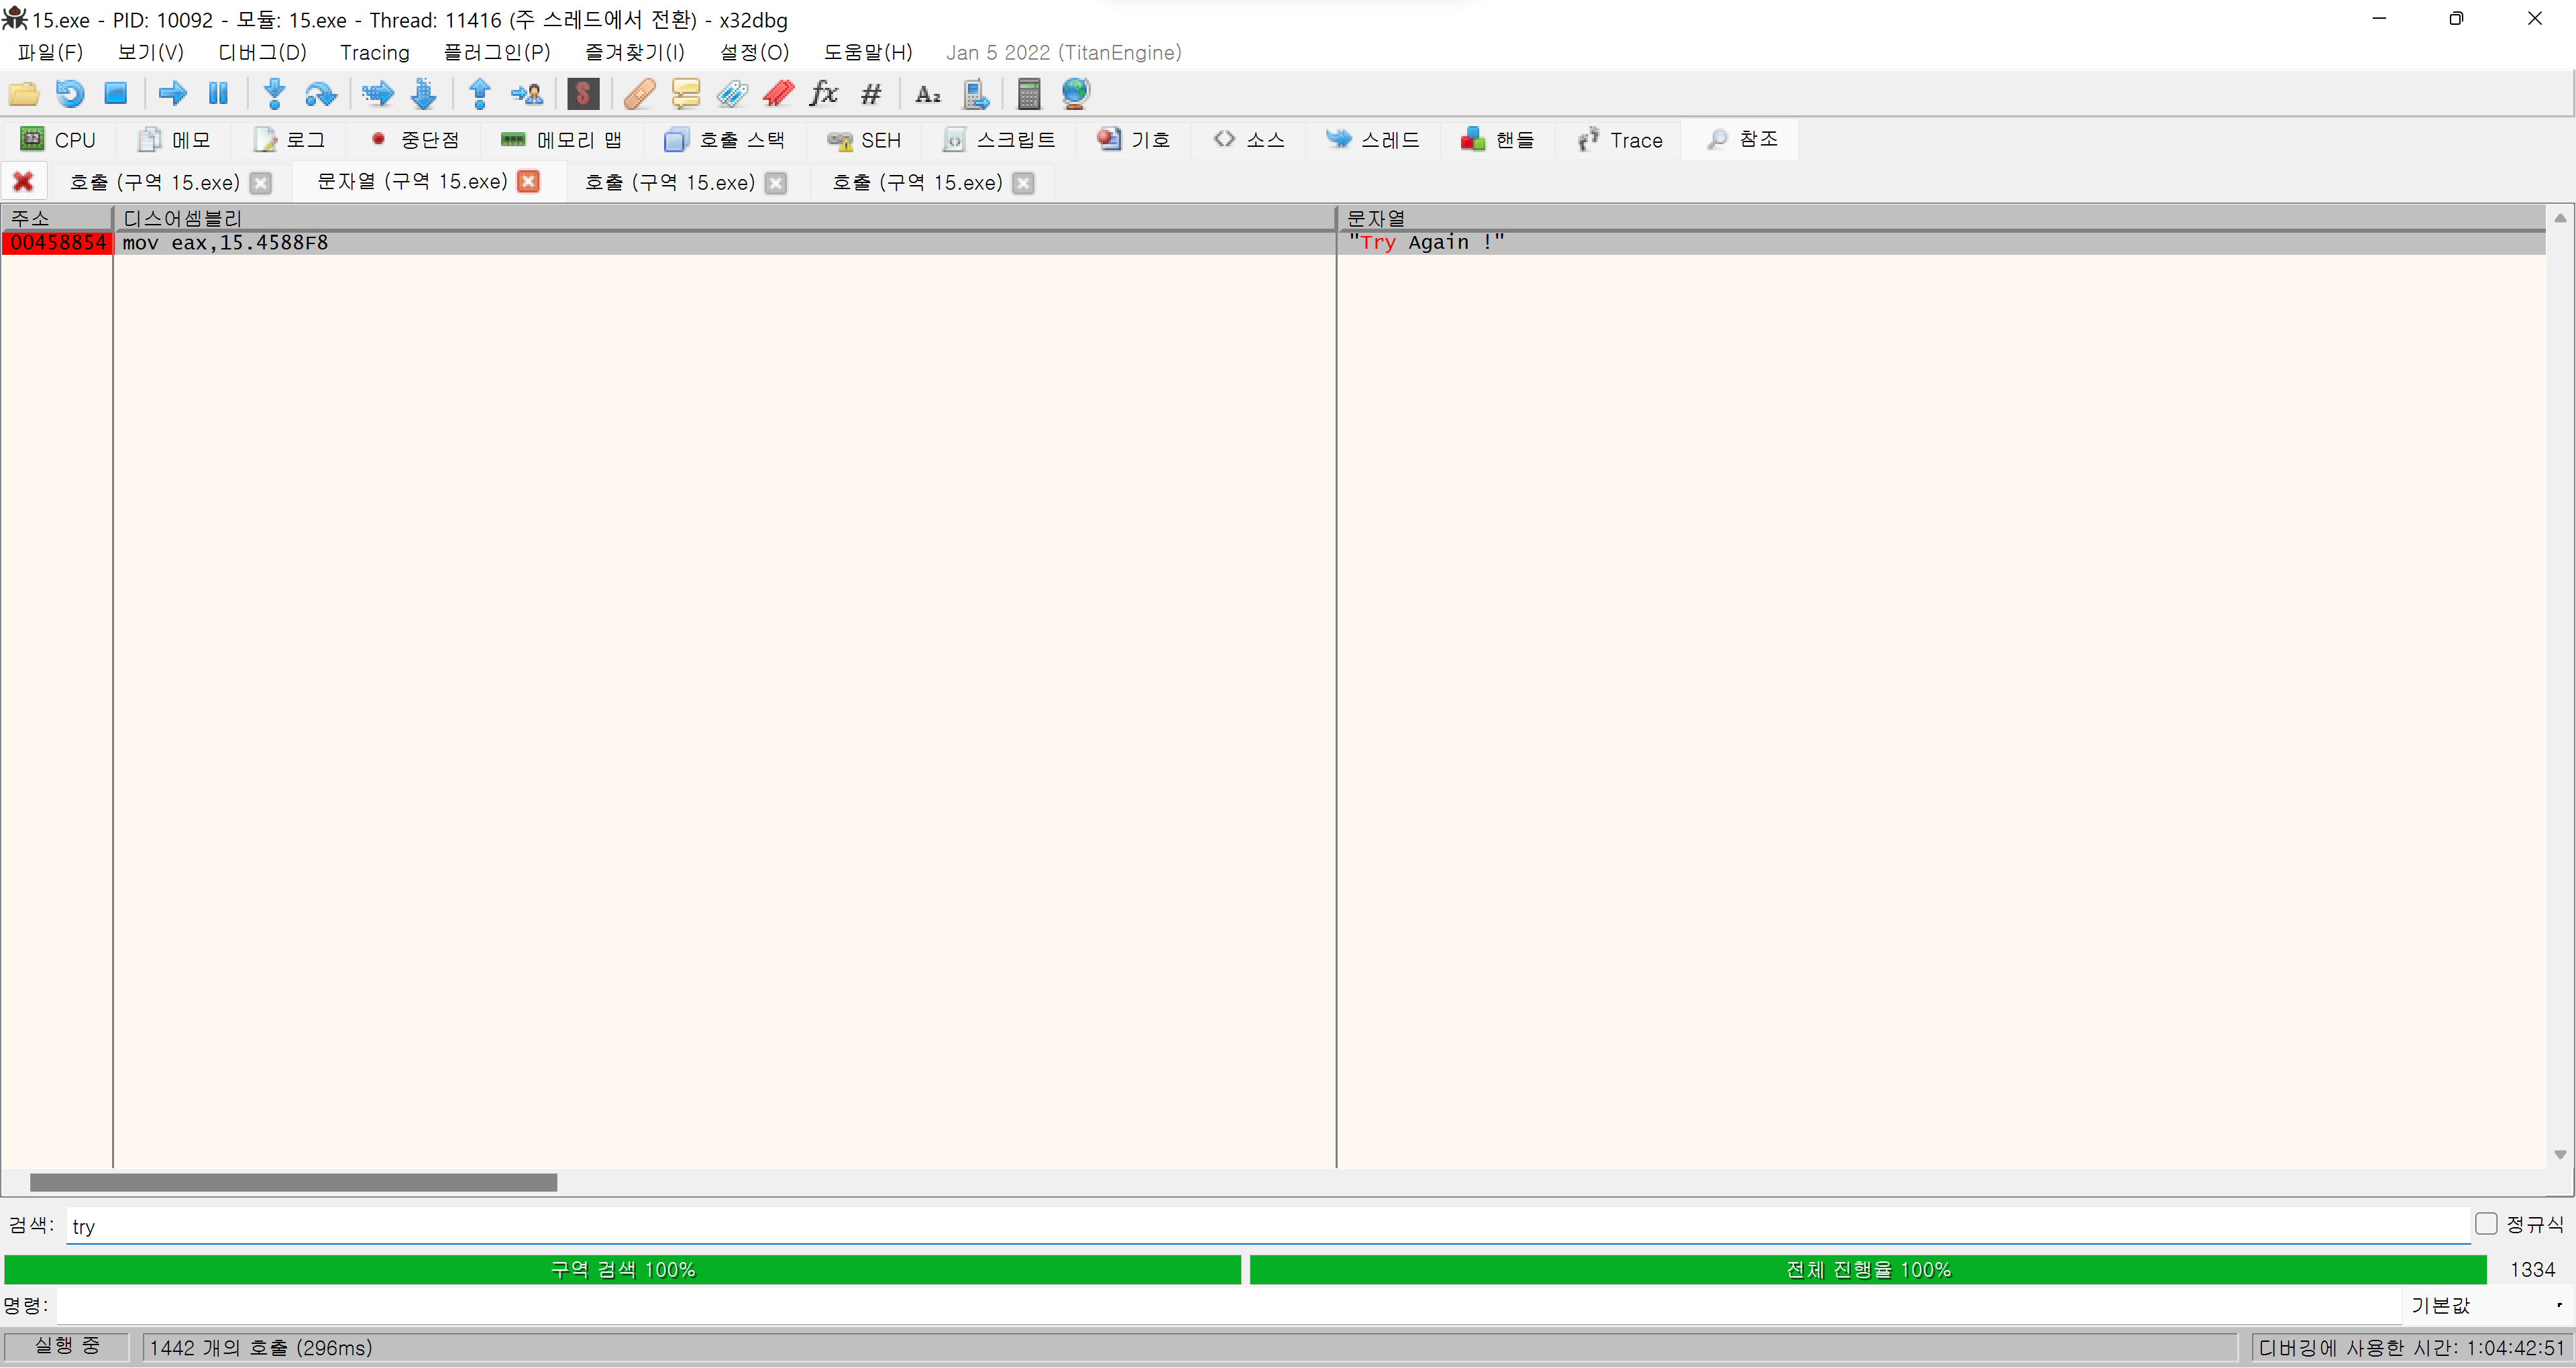 15.exe - PID: 10092 - 모듈: 15.exe - Thread: 11416 (주 스레드에서 전환) - x32dbg
파일(F) 보기(V) 디버그(D) Tracing 플러그인(P) 즐겨찾기(I) 설정(O) 도움말(H) Jan 5 2022 (TitanEngine)
S fx # A₂
CPU 메모 로그 중단점 메모리 맵 호출 스택 SEH 스크립트 기호 소스 스레드 핸들 Trace 참조
호출 (구역 15.exe) 문자열 (구역 15.exe) 호출 (구역 15.exe) 호출 (구역 15.exe)
주소 디스어셈블리 문자열
00458854 mov eax,15.4588F8 "Try Again !"
검색: try 정규식
구역 검색 100% 전체 진행율 100% 1334
명령: 기본값
실행 중 1442 개의 호출 (296ms) 디버깅에 사용한 시간: 1:04:42:51